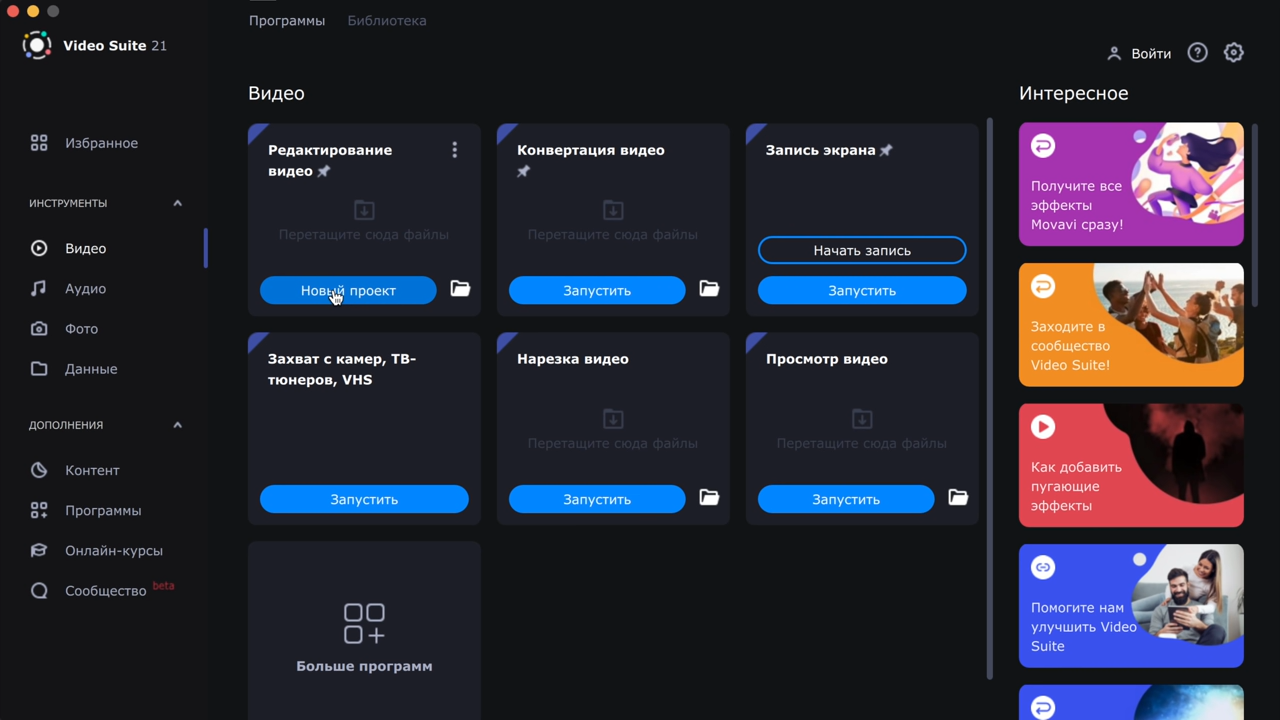 Программы
Библиотека
Video Suite 21
Войти
Видео
Интересное
Избранное
ИНСТРУМЕНТЫ
Видео
Аудио
Фото
Данные
ДОПОЛНЕНИЯ
Контент
Программы
Онлайн-курсы
Сообщество beta
Редактирование
видео
Перетащите сюда файлы
Новый проект
Конвертация видео
Перетащите сюда файлы
Запустить
Запись экрана
Начать запись
Запустить
Захват с камер, ТВ-
тюнеров, VHS
Запустить
Нарезка видео
Перетащите сюда файлы
Запустить
Просмотр видео
Перетащите сюда файлы
Запустить
Больше программ
Получите все
эффекты
Movavi сразу!
Заходите в
сообщество
Video Suite!
Как добавить
пугающие
эффекты
Помогите нам
улучшить Video
Suite